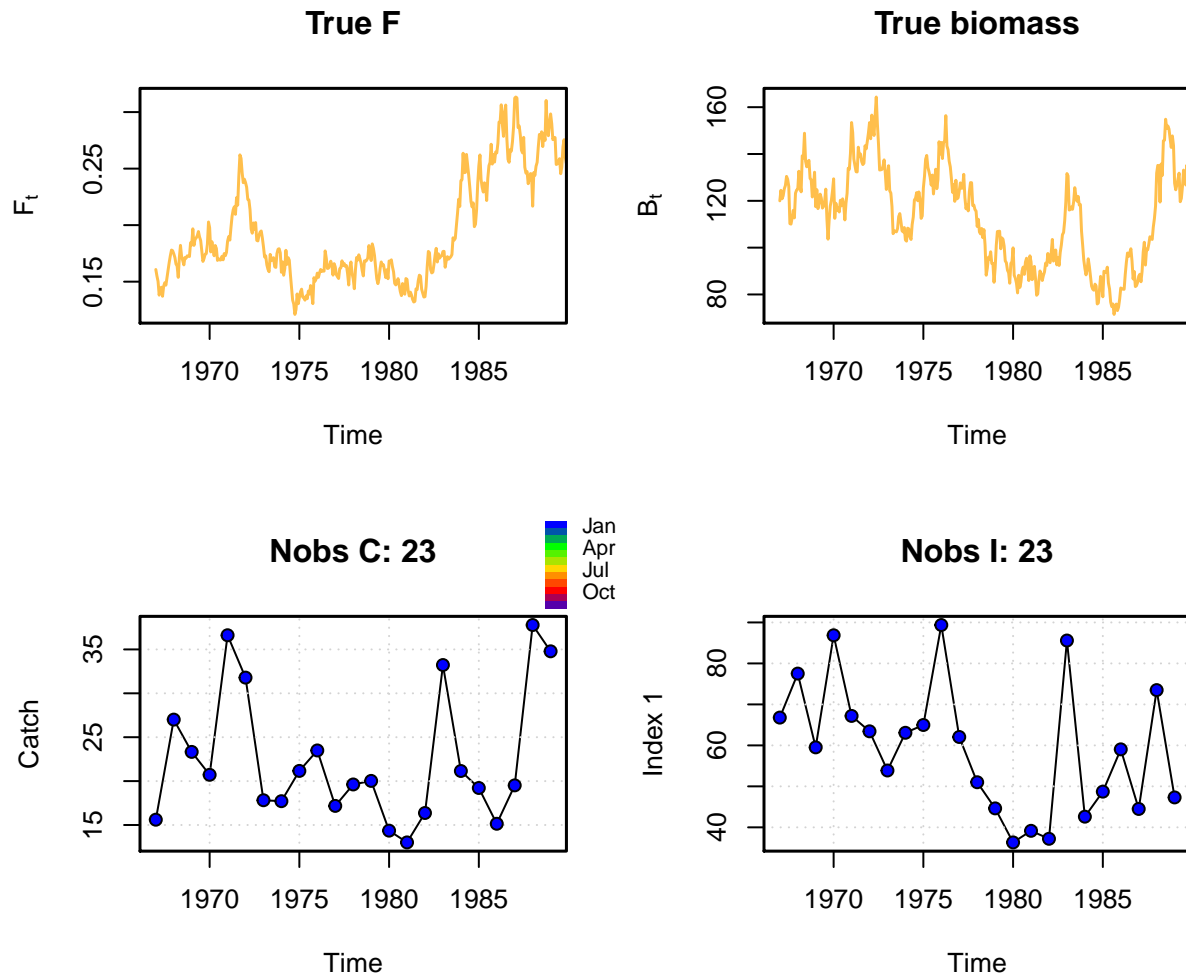 True F
F_t
0.15
0.25
1970 1975 1980 1985
Time
True biomass
B_t
80
120
160
1970 1975 1980 1985
Time
Nobs C: 23
Jan
Apr
Jul
Oct
Catch
15
25
35
1970 1975 1980 1985
Time
Nobs I: 23
Index 1
40
60
80
1970 1975 1980 1985
Time